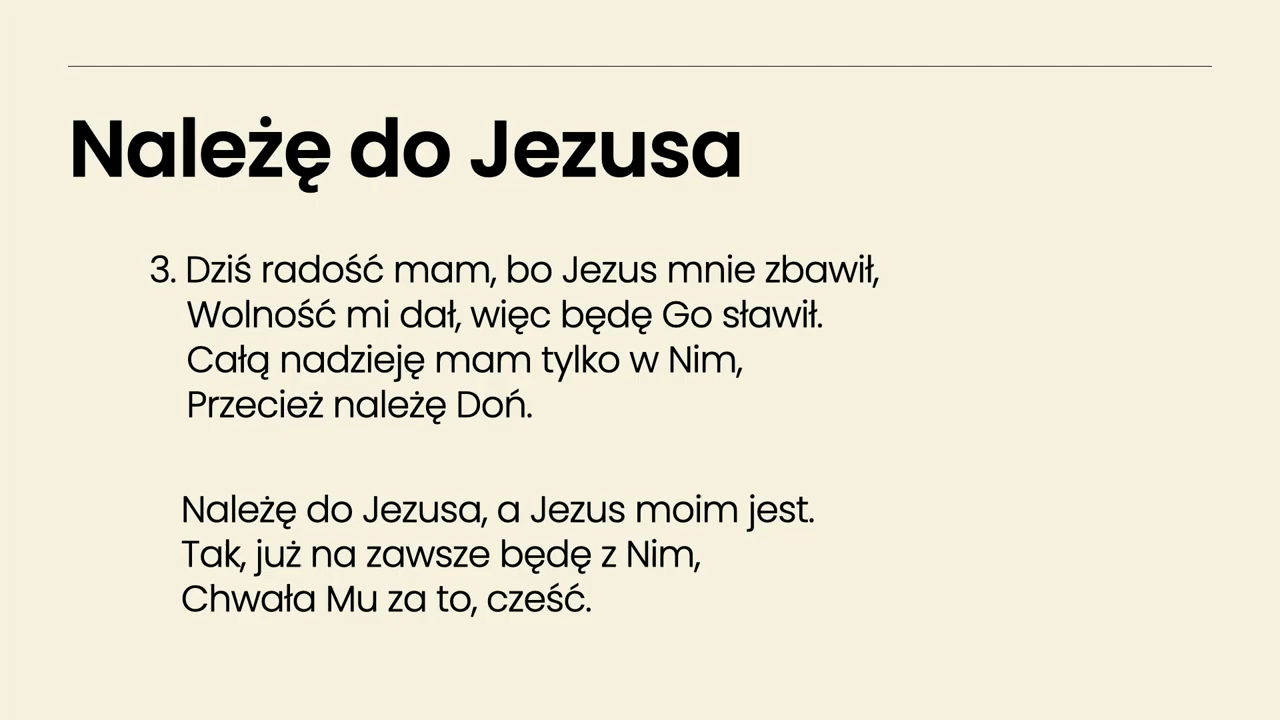 Należę do Jezusa
3. Dziś radość mam, bo Jezus mnie zbawił,
Wolność mi dał, więc będę Go sławił.
Całą nadzieję mam tylko w Nim,
Przecież należę Doń.
Należę do Jezusa, a Jezus moim jest.
Tak, już na zawsze będę z Nim,
Chwała Mu za to, cześć.